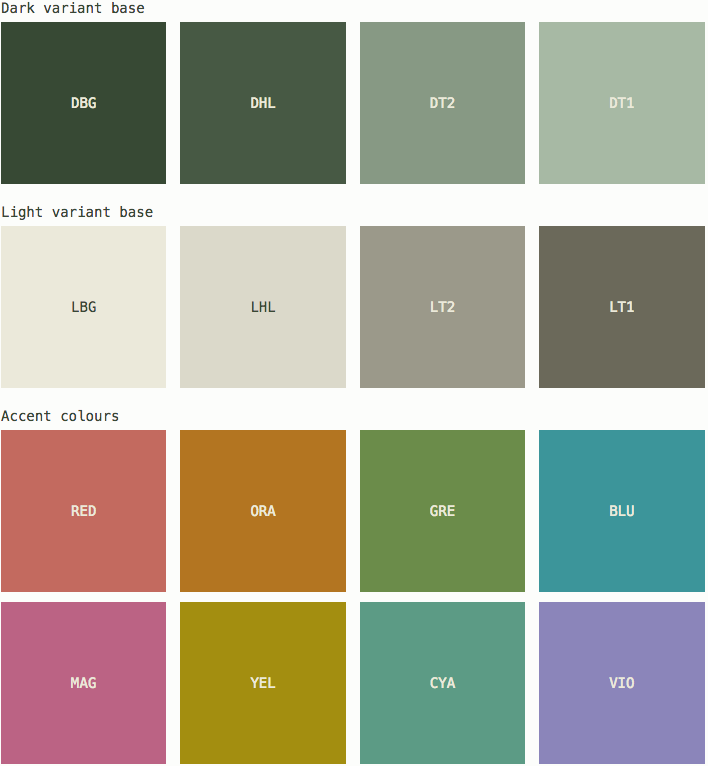 Dark variant base
DBG DHL DT2 DT1
Light variant base
LBG LHL LT2 LT1
Accent colours
RED ORA GRE BLU
MAG YEL CYA VIO